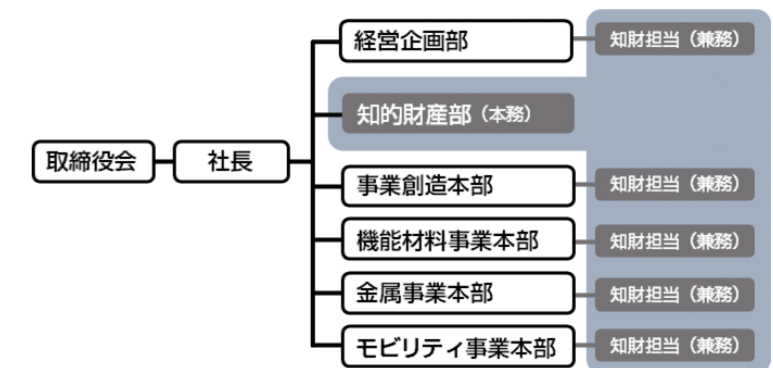 経営企画部
知財担当（兼務）
知的財産部（本務）
取締役会
社長
事業創造本部
知財担当（兼務）
機能材料事業本部
知財担当（兼務）
金属事業本部
知財担当（兼務）
モビリティ事業本部
知財担当（兼務）